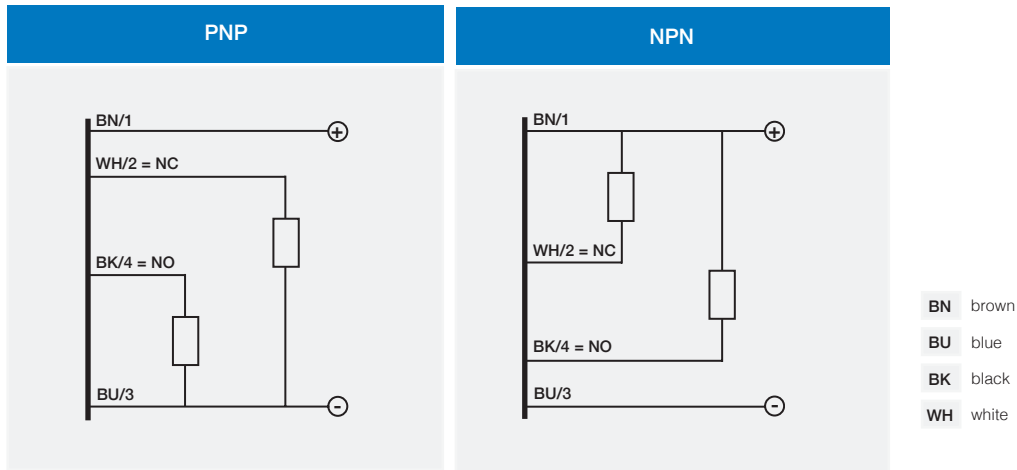 PNP
BN/1
+
WH/2 = NC
BK/4 = NO
BU/3
-
NPN
BN/1
+
WH/2 = NC
BK/4 = NO
BU/3
-
BN brown
BU blue
BK black
WH white